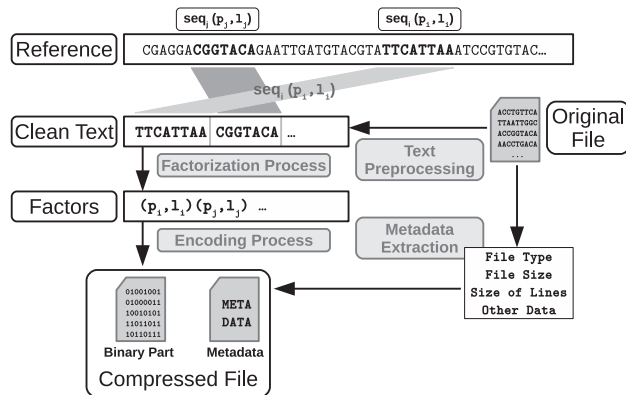 seqⱼ(pⱼ,lⱼ)
seqᵢ(pᵢ,lᵢ)
Reference
CGAGGACGGTACAGAATTGATGTACGTATTCATTAAATCCGTGTAC…
seqᵢ(pᵢ,lᵢ)
Clean Text
TTCATTAA CGGTACA …
ACCTGTTCA
TTAATTGGC
ACCGGTACA
AACCTGACA
...
Original
File
Factorization Process
Text
Preprocessing
Factors
(pᵢ,lᵢ)(pⱼ,lⱼ) …
Encoding Process
Metadata
Extraction
File Type
File Size
Size of Lines
Other Data
01001001
01000011
10010101
11011011
10110111
META
DATA
Binary Part
Metadata
Compressed File